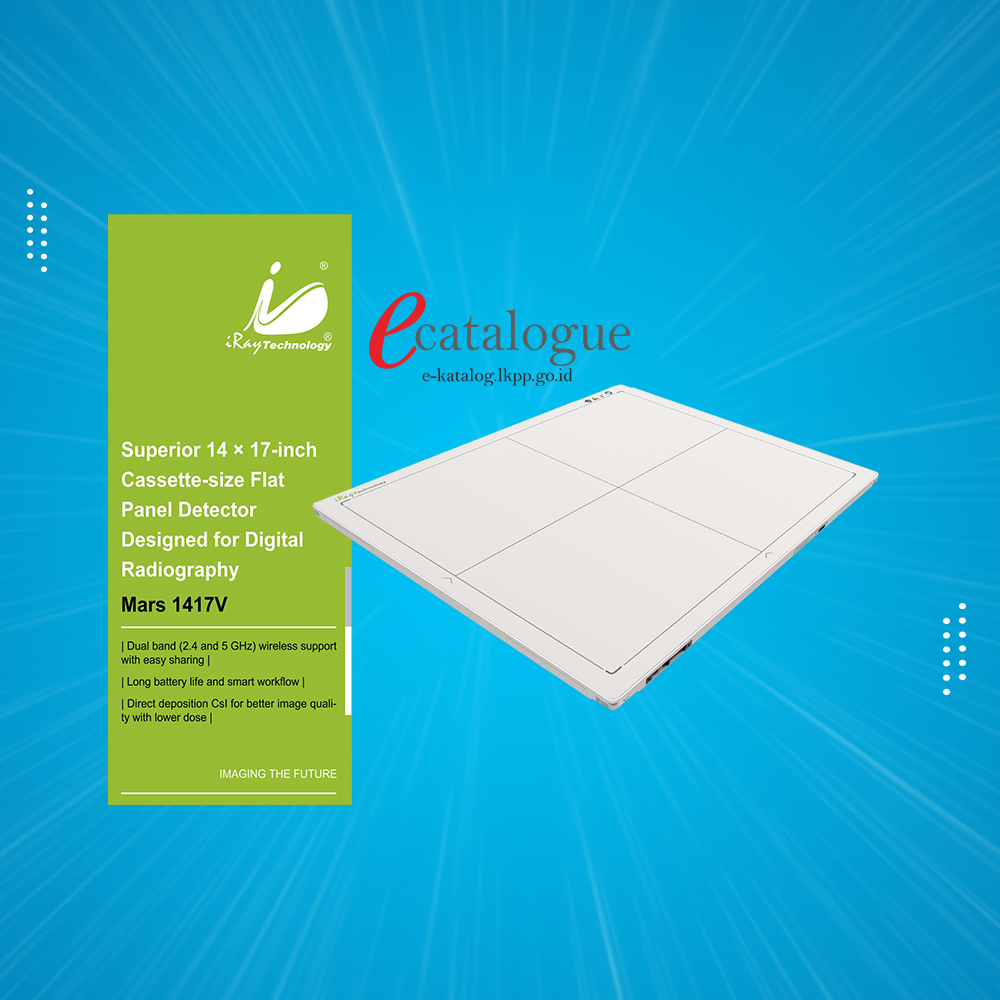 ®
iRayTechnology®
Superior 14 × 17-inch
Cassette-size Flat
Panel Detector
Designed for Digital
Radiography
Mars 1417V
| Dual band (2.4 and 5 GHz) wireless support
with easy sharing |
| Long battery life and smart workflow |
| Direct deposition CsI for better image quali-
ty with lower dose |
IMAGING THE FUTURE
ecatalogue
e-katalog.lkpp.go.id
iRayTechnology